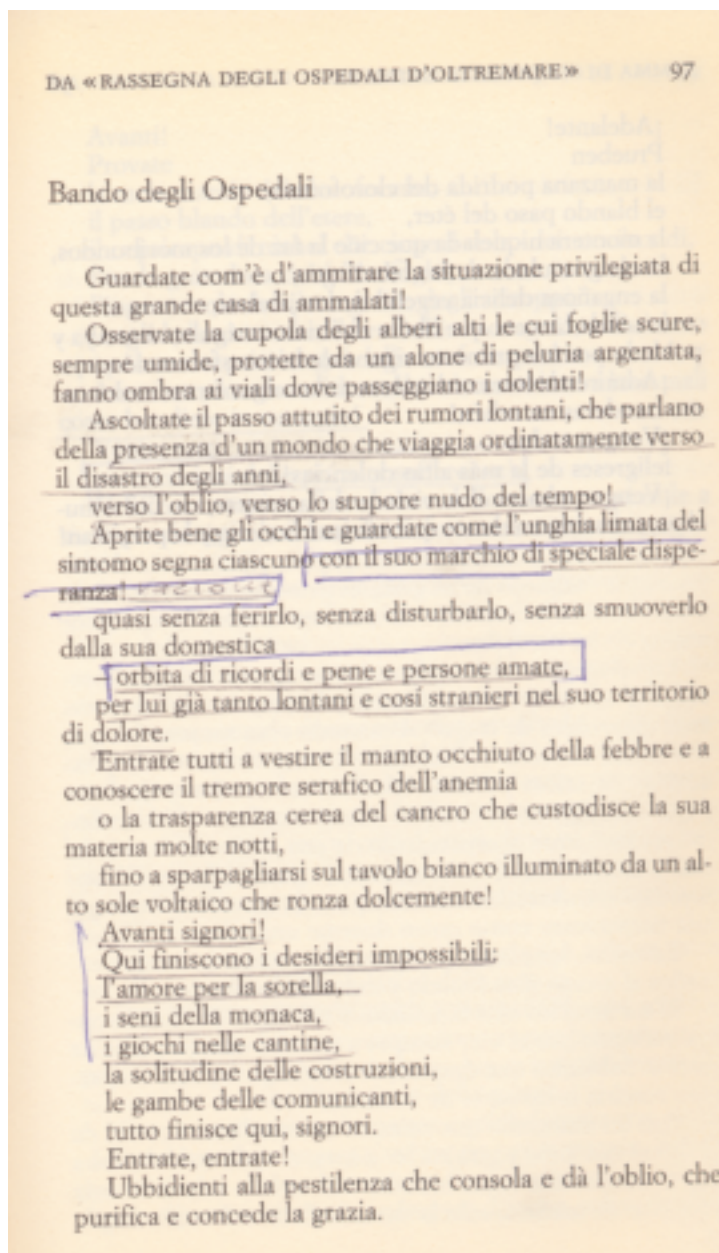 DA «RASSEGNA DEGLI OSPEDALI D'OLTREMARE» 97
Bando degli Ospedali
Guardate com'è d'ammirare la situazione privilegiata di
questa grande casa di ammalati!
Osservate la cupola degli alberi alti le cui foglie scure,
sempre umide, protette da un alone di peluria argentata,
fanno ombra ai viali dove passeggiano i dolenti!
Ascoltate il passo attutito dei rumori lontani, che parlano
della presenza d'un mondo che viaggia ordinatamente verso
il disastro degli anni,
verso l'oblio, verso lo stupore nudo del tempo!
Aprite bene gli occhi e guardate come l'unghia limata del
sintomo segna ciascuno con il suo marchio di speciale dispe-
ranza!
quasi senza ferirlo, senza disturbarlo, senza smuoverlo
dalla sua domestica
orbita di ricordi e pene e persone amate,
per lui già tanto lontani e cosí stranieri nel suo territorio
di dolore.
Entrate tutti a vestire il manto occhiuto della febbre e a
conoscere il tremore serafico dell'anemia
o la trasparenza cerea del cancro che custodisce la sua
materia molte notti,
fino a sparpagliarsi sul tavolo bianco illuminato da un al-
to sole voltaico che ronza dolcemente!
Avanti signori!
Qui finiscono i desideri impossibili:
l'amore per la sorella,
i seni della monaca,
i giochi nelle cantine,
la solitudine delle costruzioni,
le gambe delle comunicanti,
tutto finisce qui, signori.
Entrate, entrate!
Ubbidienti alla pestilenza che consola e dà l'oblio, che
purifica e concede la grazia.